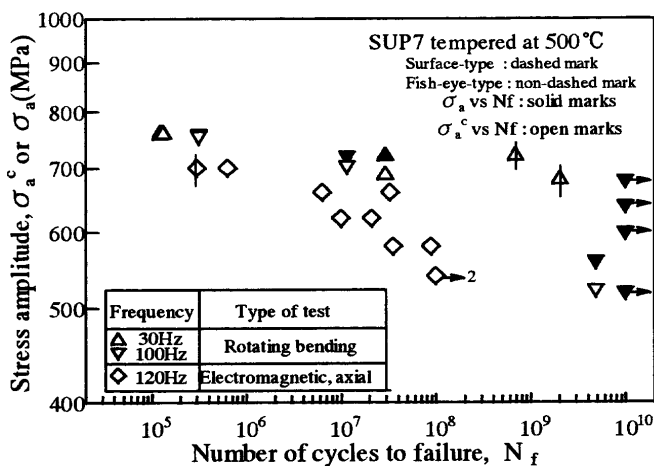 SUP7 tempered at 500℃
Surface-type : dashed mark
Fish-eye-type : non-dashed mark
σa vs Nf : solid marks
σa^c vs Nf : open marks
Stress amplitude, σa^c or σa(MPa)
1000
900
800
700
600
500
400
2
Frequency Type of test
△ 30Hz
▽ 100Hz
Rotating bending
◇ 120Hz Electromagnetic, axial
10^5 10^6 10^7 10^8 10^9 10^10
Number of cycles to failure, Nf